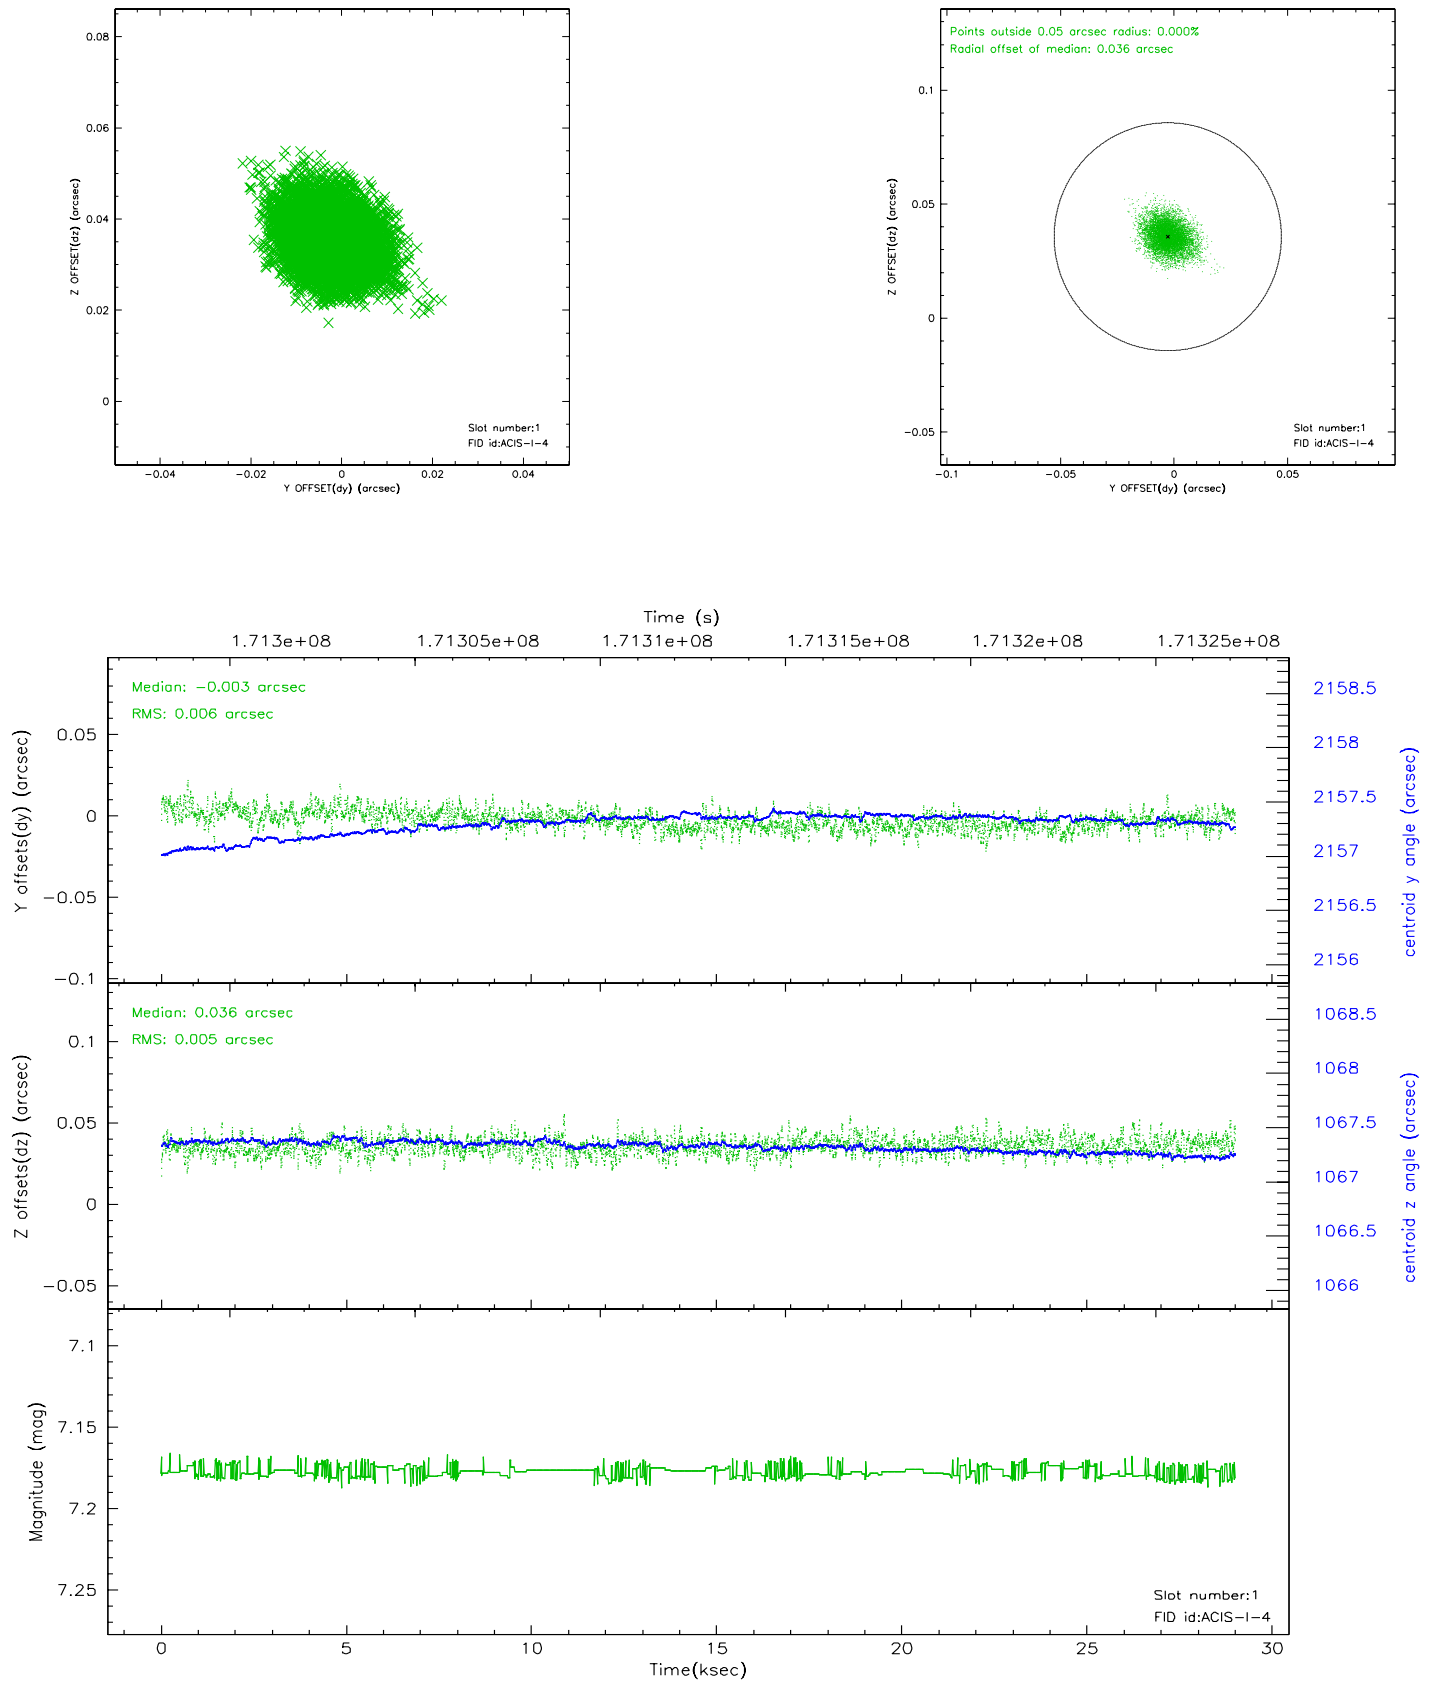 0.08
0.06
0.04
0.02
0
Z OFFSET(dz) (arcsec)
-0.04
-0.02
0
0.02
0.04
Y OFFSET(dy) (arcsec)
Slot number:1
FID id:ACIS-I-4
Points outside 0.05 arcsec radius: 0.000%
Radial offset of median: 0.036 arcsec
0.1
0.05
0
-0.05
Z OFFSET(dz) (arcsec)
-0.1
-0.05
0
0.05
Y OFFSET(dy) (arcsec)
Slot number:1
FID id:ACIS-I-4
Time (s)
1.713e+08
1.71305e+08
1.7131e+08
1.71315e+08
1.7132e+08
1.71325e+08
Median: -0.003 arcsec
RMS: 0.006 arcsec
0.05
0
-0.05
-0.1
Y offsets(dy) (arcsec)
2158.5
2158
2157.5
2157
2156.5
2156
centroid y angle (arcsec)
Median: 0.036 arcsec
RMS: 0.005 arcsec
0.1
0.05
0
-0.05
Z offsets(dz) (arcsec)
1068.5
1068
1067.5
1067
1066.5
1066
centroid z angle (arcsec)
7.1
7.15
7.2
7.25
Magnitude (mag)
Slot number:1
FID id:ACIS-I-4
0
5
10
15
20
25
30
Time(ksec)